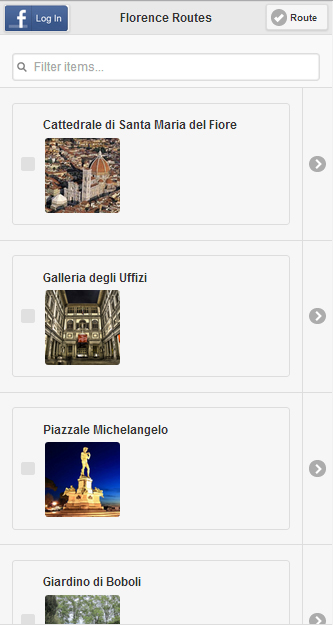 f Log In
Florence Routes
Route
Filter items...
Cattedrale di Santa Maria del Fiore
Galleria degli Uffizi
Piazzale Michelangelo
Giardino di Boboli